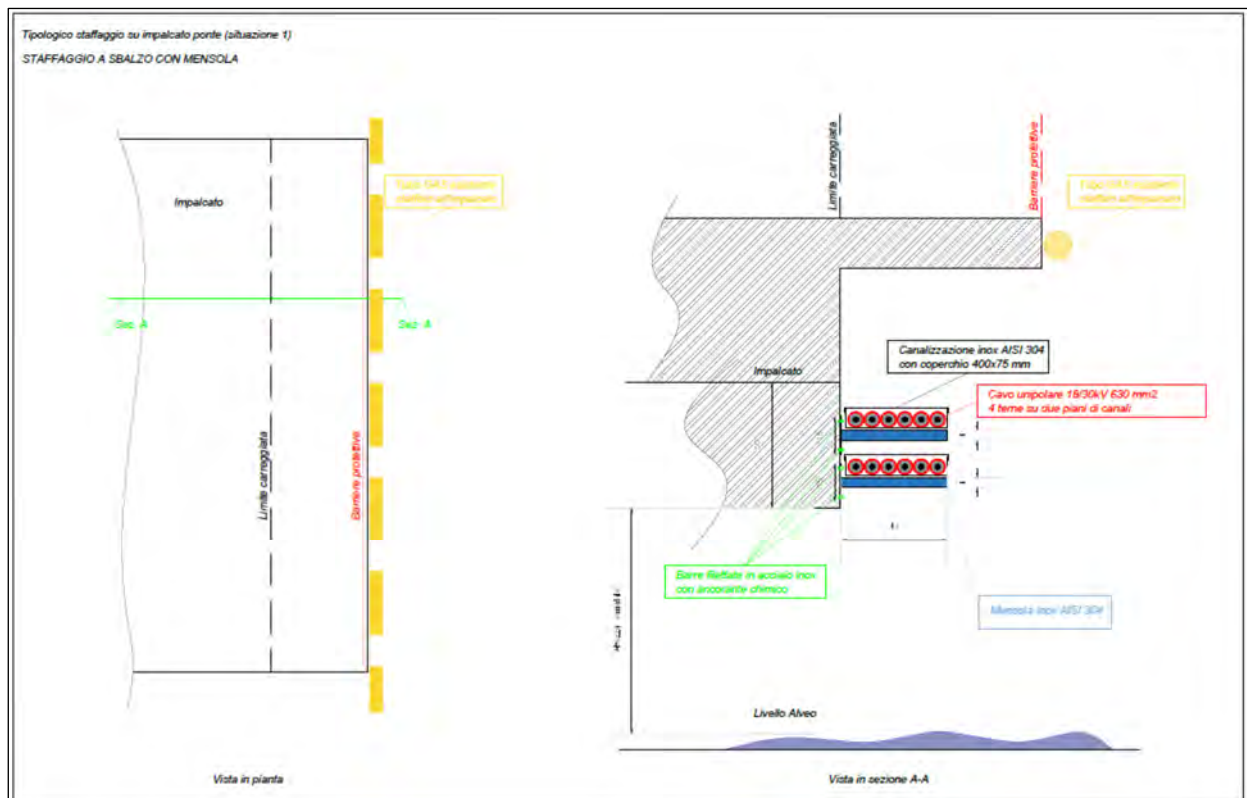 Tipologico staffaggio su impalcato ponte (situazione 1)
STAFFAGGIO A SBALZO CON MENSOLA
Impalcato
Limite carreggiata
Barriere protettive
Sez. A
Sez. A
Vista in pianta
Limite carreggiata
Barriere protettive
Canalizzazione inox AISI 304
con coperchio 400x75 mm
Impalcato
Cavo unipolare 18/30kV 630 mm2
4 terne su due piani di canali
Barre filettate in acciaio inox
con ancorante chimico
Mensola inox AISI 304
Livello Alveo
Vista in sezione A-A